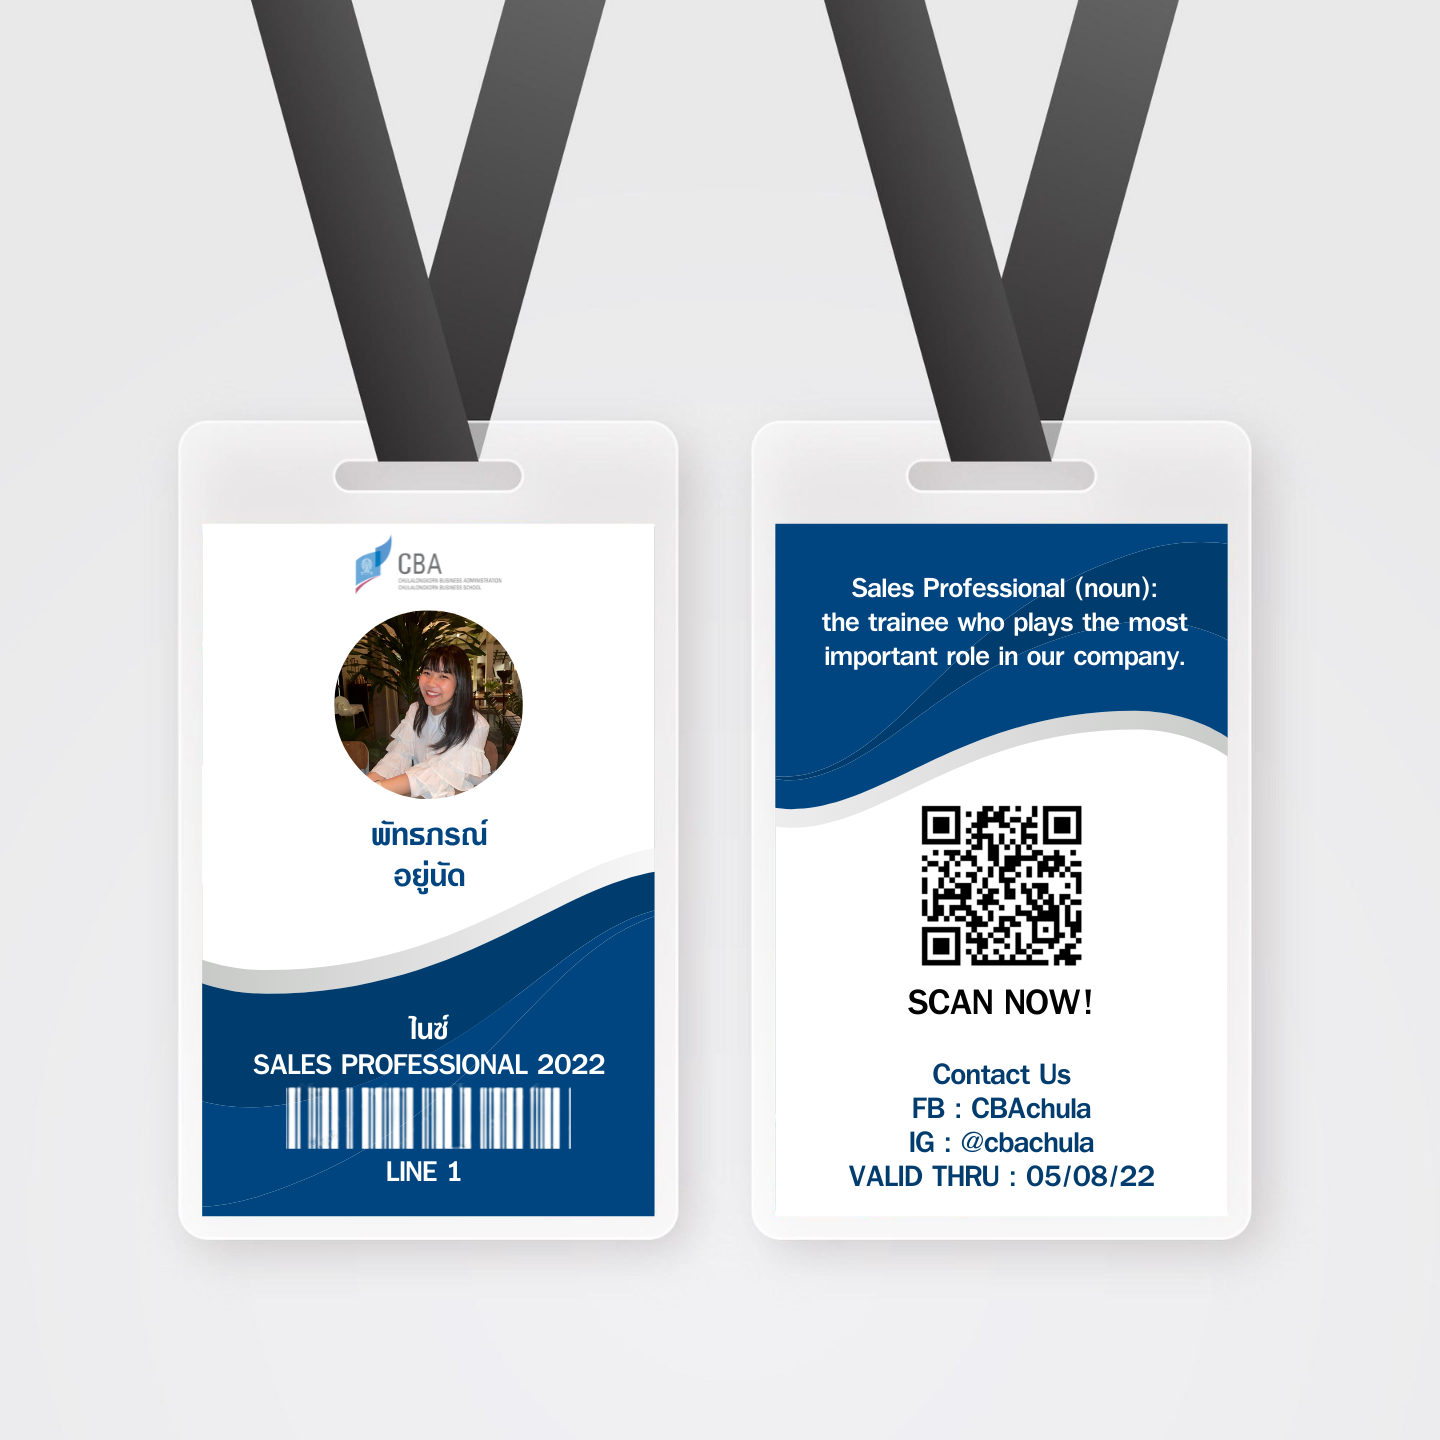 CBA
CHULALONGKORN BUSINESS ADMINISTRATION
CHULALONGKORN BUSINESS SCHOOL
พัทธภรณ์
อยู่นัด
ไนซ์
SALES PROFESSIONAL 2022
LINE 1
Sales Professional (noun):
the trainee who plays the most
important role in our company.
SCAN NOW!
Contact Us
FB : CBAchula
IG : @cbachula
VALID THRU : 05/08/22